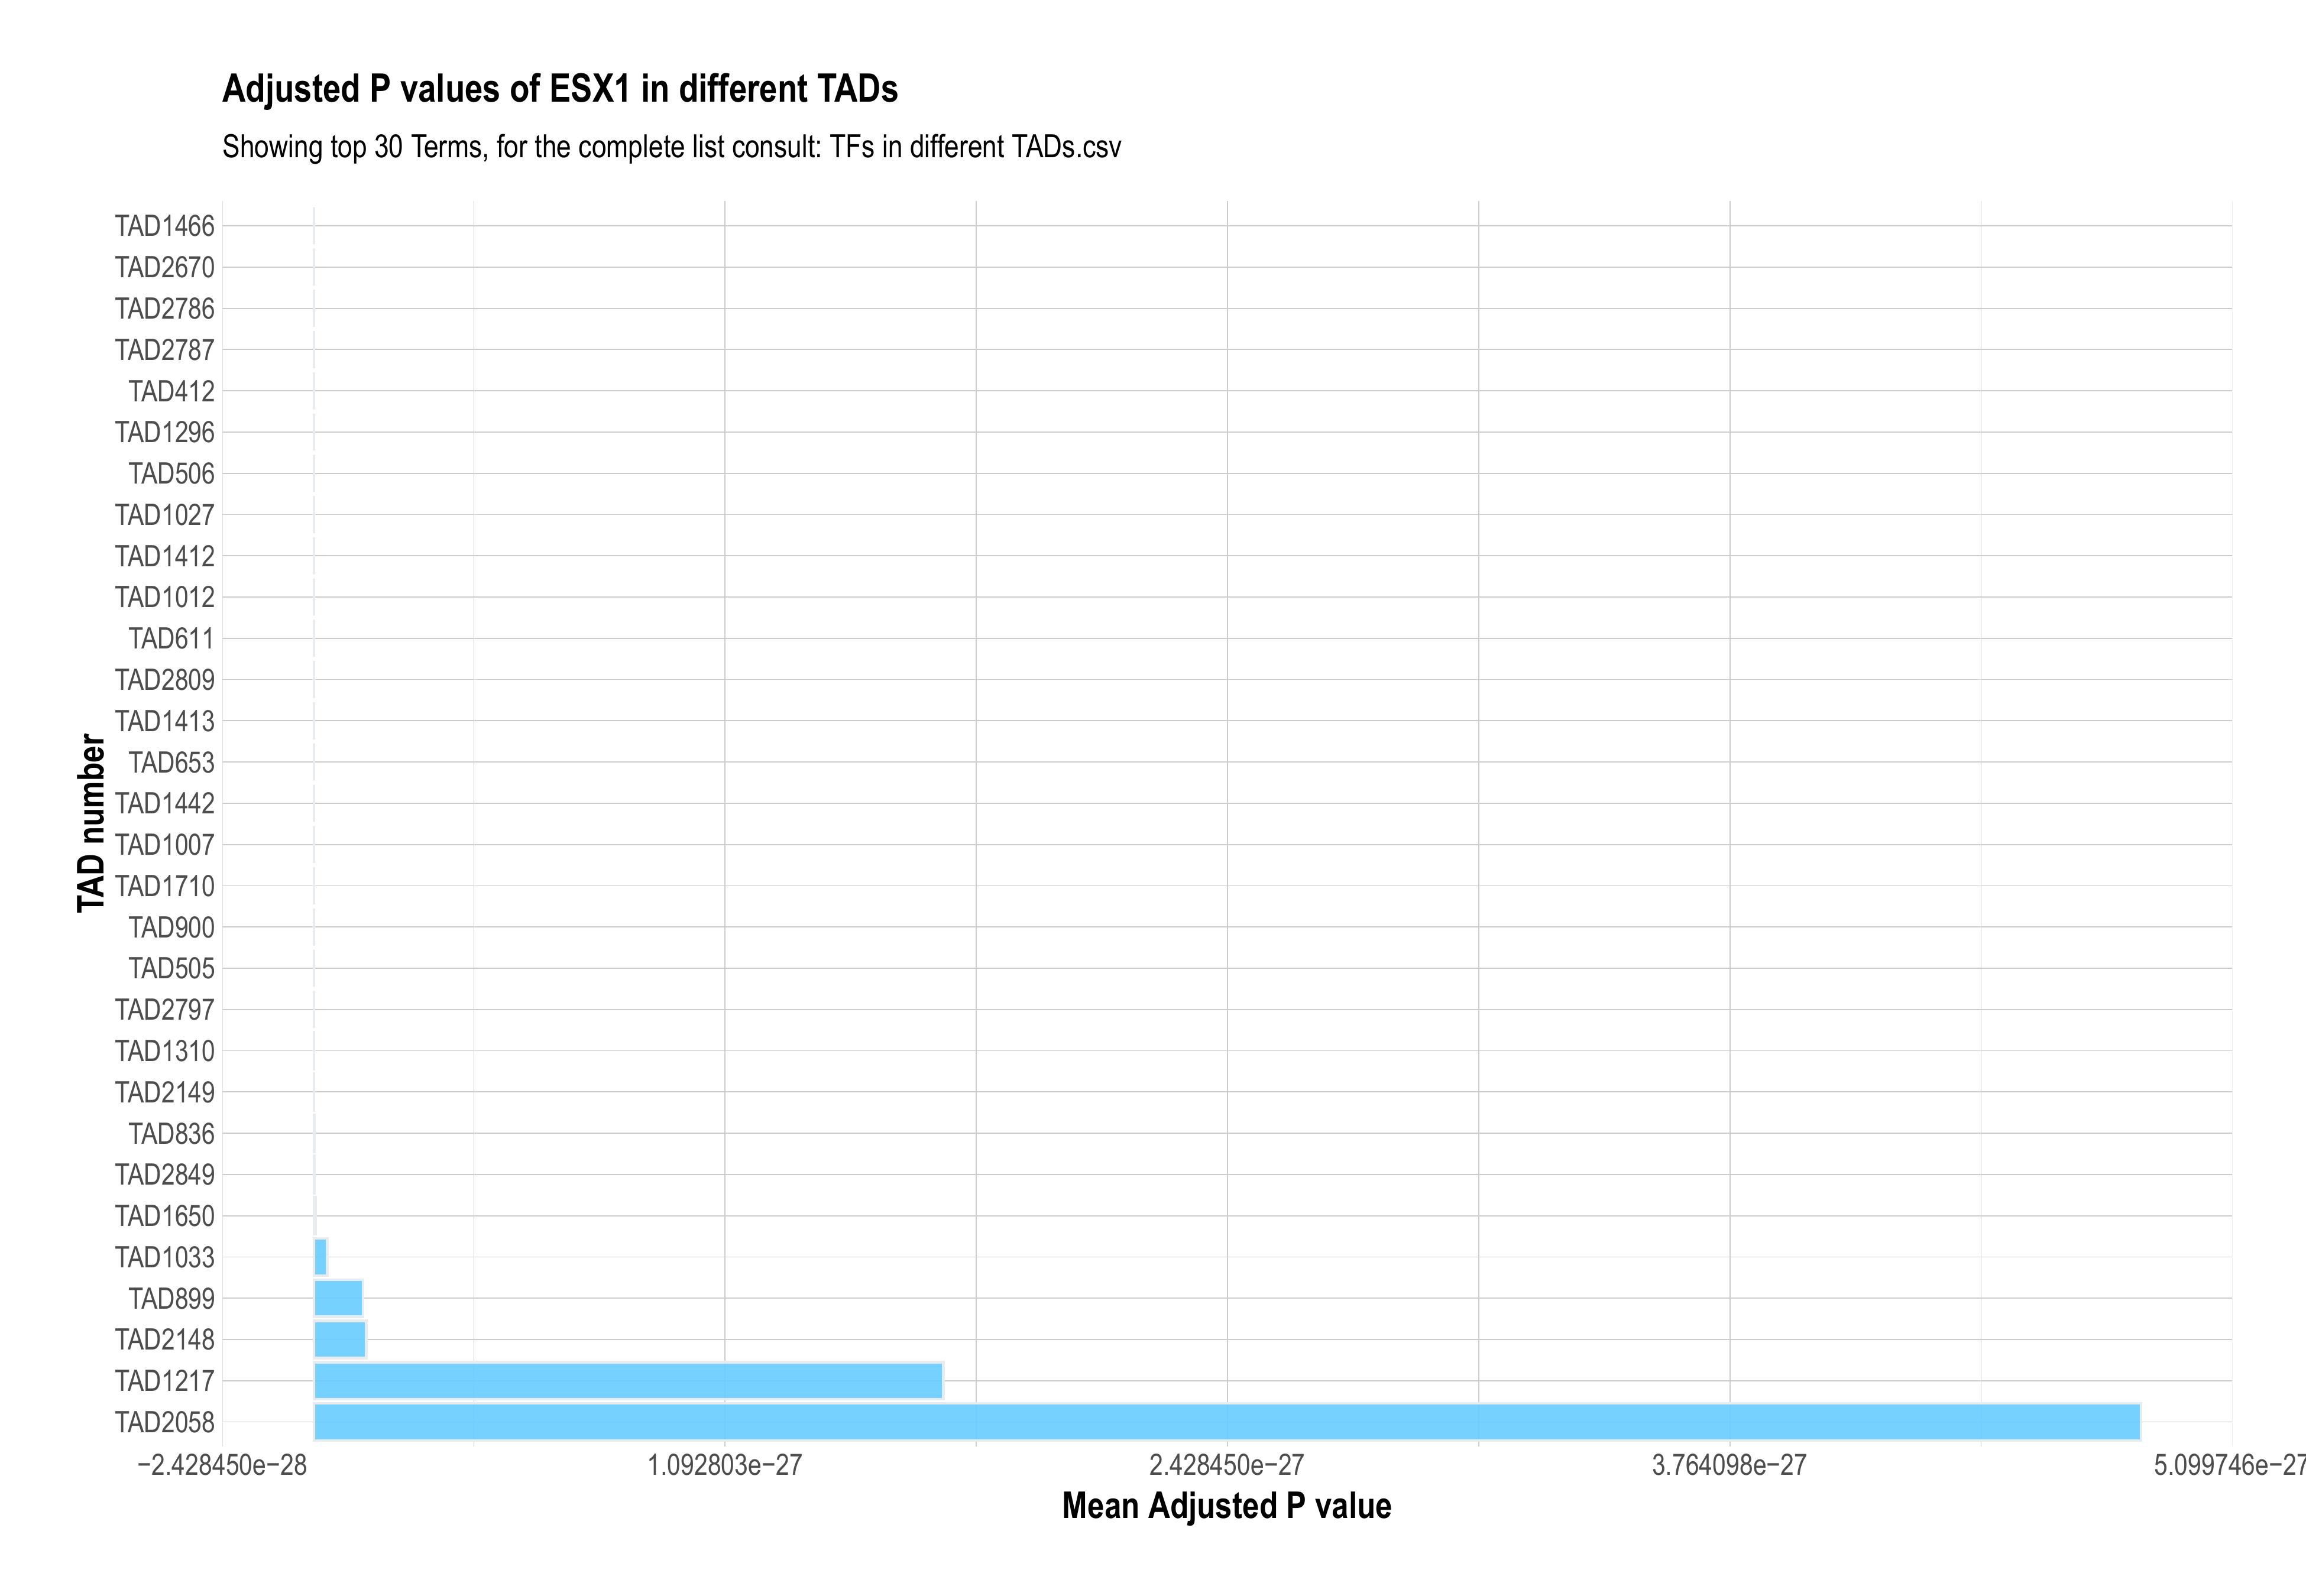 Adjusted P values of ESX1 in different TADs
Showing top 30 Terms, for the complete list consult: TFs in different TADs.csv
TAD number
TAD1466
TAD2670
TAD2786
TAD2787
TAD412
TAD1296
TAD506
TAD1027
TAD1412
TAD1012
TAD611
TAD2809
TAD1413
TAD653
TAD1442
TAD1007
TAD1710
TAD900
TAD505
TAD2797
TAD1310
TAD2149
TAD836
TAD2849
TAD1650
TAD1033
TAD899
TAD2148
TAD1217
TAD2058
−2.428450e−28 1.092803e−27 2.428450e−27 3.764098e−27 5.099746e−27
Mean Adjusted P value